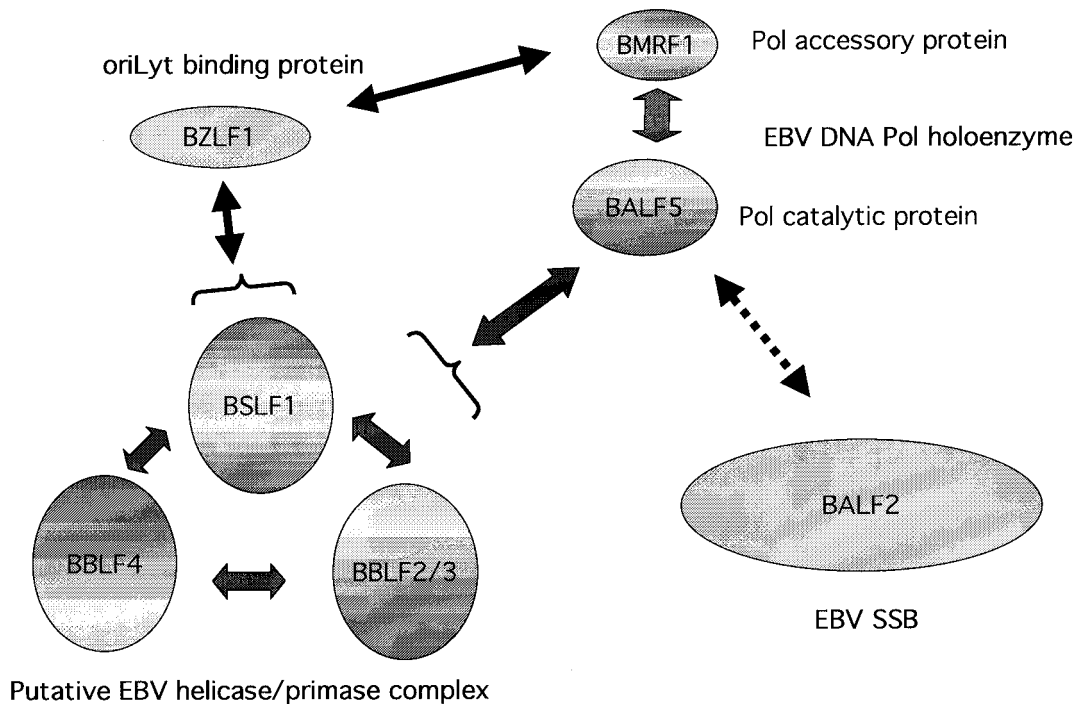 BMRF1
Pol accessory protein
oriLyt binding protein
BZLF1
EBV DNA Pol holoenzyme
BALF5
Pol catalytic protein
BSLF1
BALF2
BBLF4
BBLF2/3
EBV SSB
Putative EBV helicase/primase complex